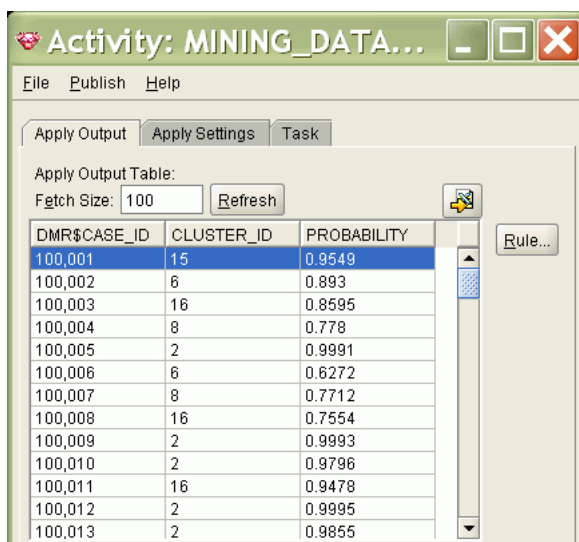 Activity: MINING_DATA...
File Publish Help
Apply Output Apply Settings Task
Apply Output Table:
Fetch Size: 100 Refresh
DMR$CASE_ID CLUSTER_ID PROBABILITY
Rule...
100,001 15 0.9549
100,002 6 0.893
100,003 16 0.8595
100,004 8 0.778
100,005 2 0.9991
100,006 6 0.6272
100,007 8 0.7712
100,008 16 0.7554
100,009 2 0.9993
100,010 2 0.9796
100,011 16 0.9478
100,012 2 0.9995
100,013 2 0.9855